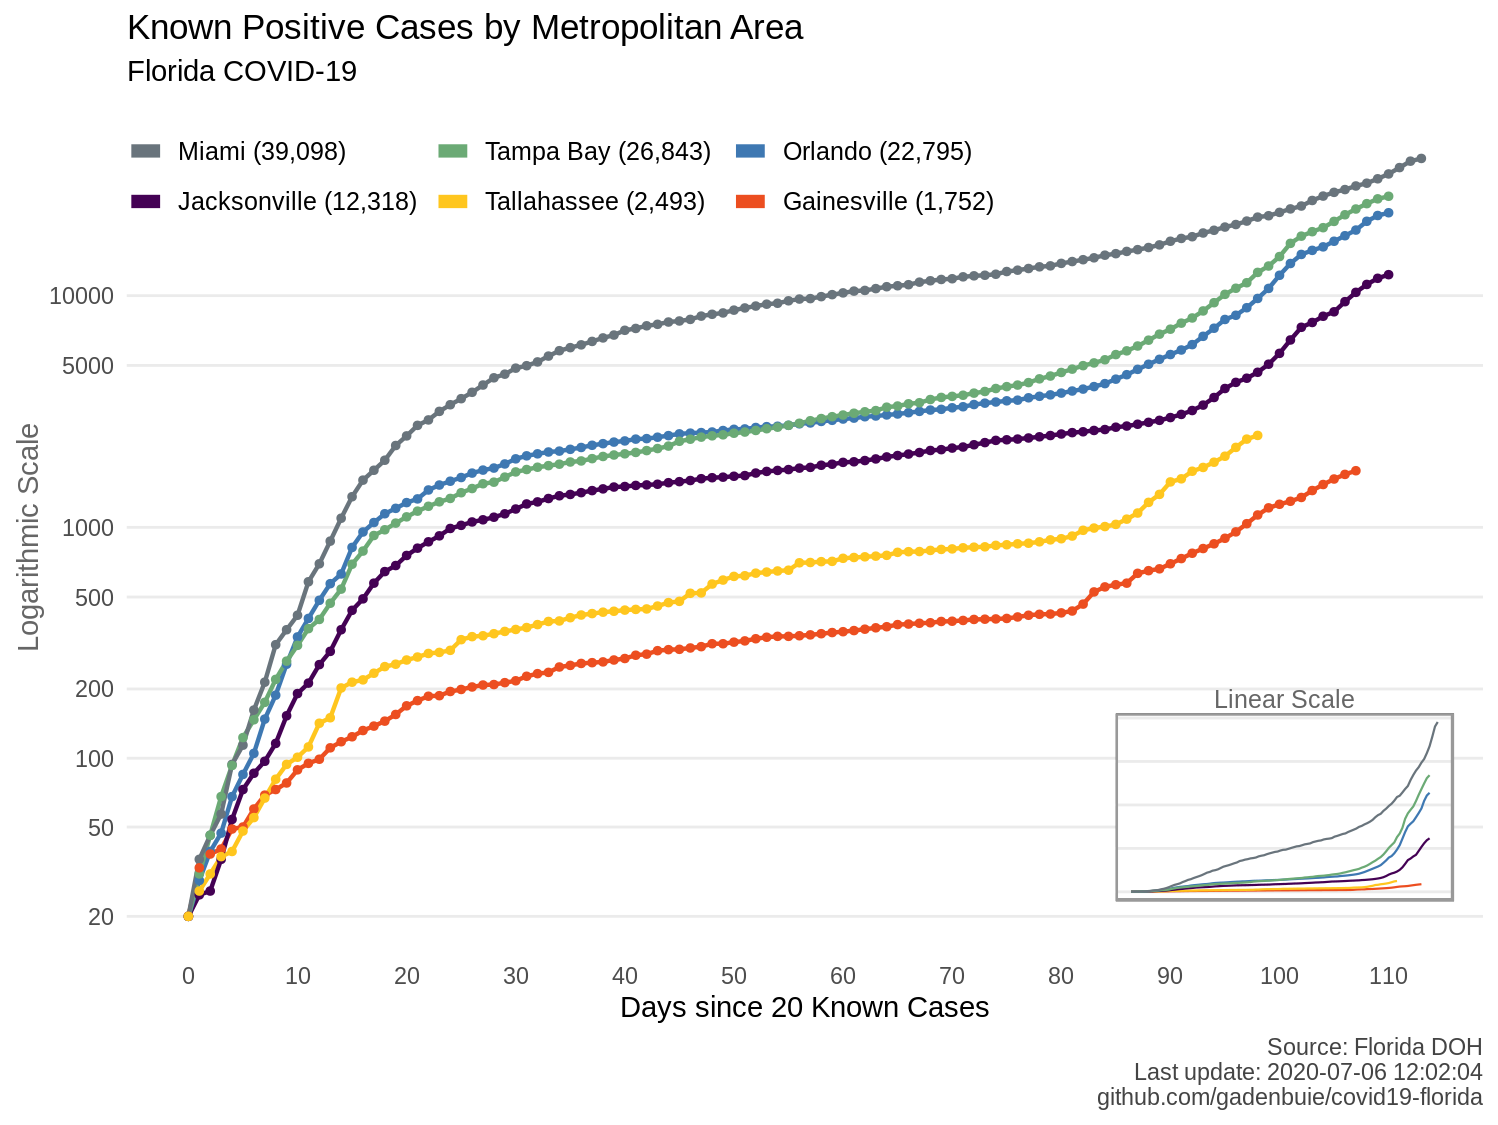 Known Positive Cases by Metropolitan Area
Florida COVID-19
Miami (39,098) Tampa Bay (26,843) Orlando (22,795)
Jacksonville (12,318) Tallahassee (2,493) Gainesville (1,752)
Logarithmic Scale
10000
5000
1000
500
200
100
50
20
Linear Scale
0 10 20 30 40 50 60 70 80 90 100 110
Days since 20 Known Cases
Source: Florida DOH
Last update: 2020-07-06 12:02:04
github.com/gadenbuie/covid19-florida